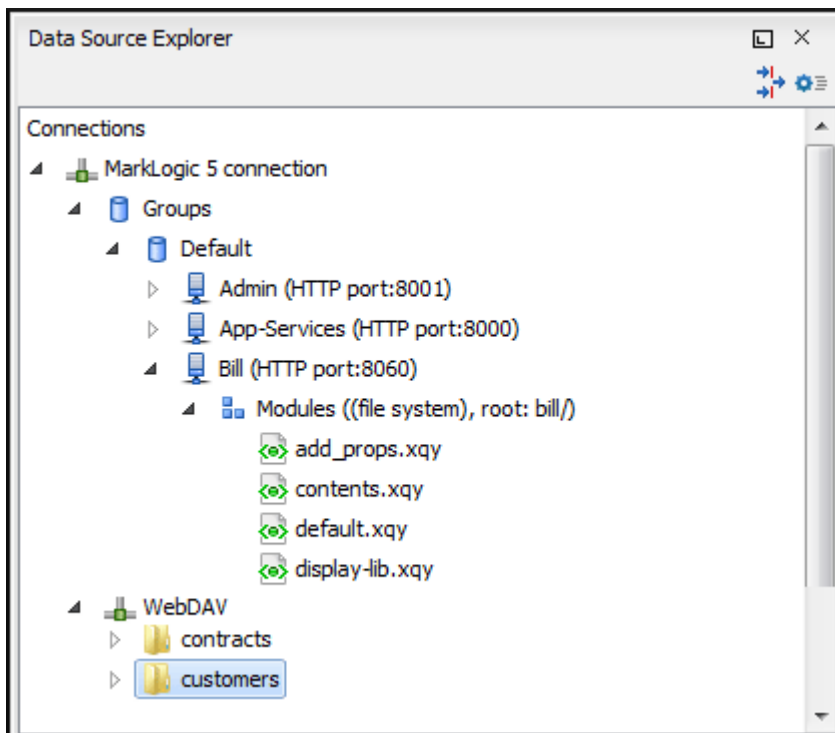 Data Source Explorer
Connections
MarkLogic 5 connection
Groups
Default
Admin (HTTP port:8001)
App-Services (HTTP port:8000)
Bill (HTTP port:8060)
Modules ((file system), root: bill/)
add_props.xqy
contents.xqy
default.xqy
display-lib.xqy
WebDAV
contracts
customers